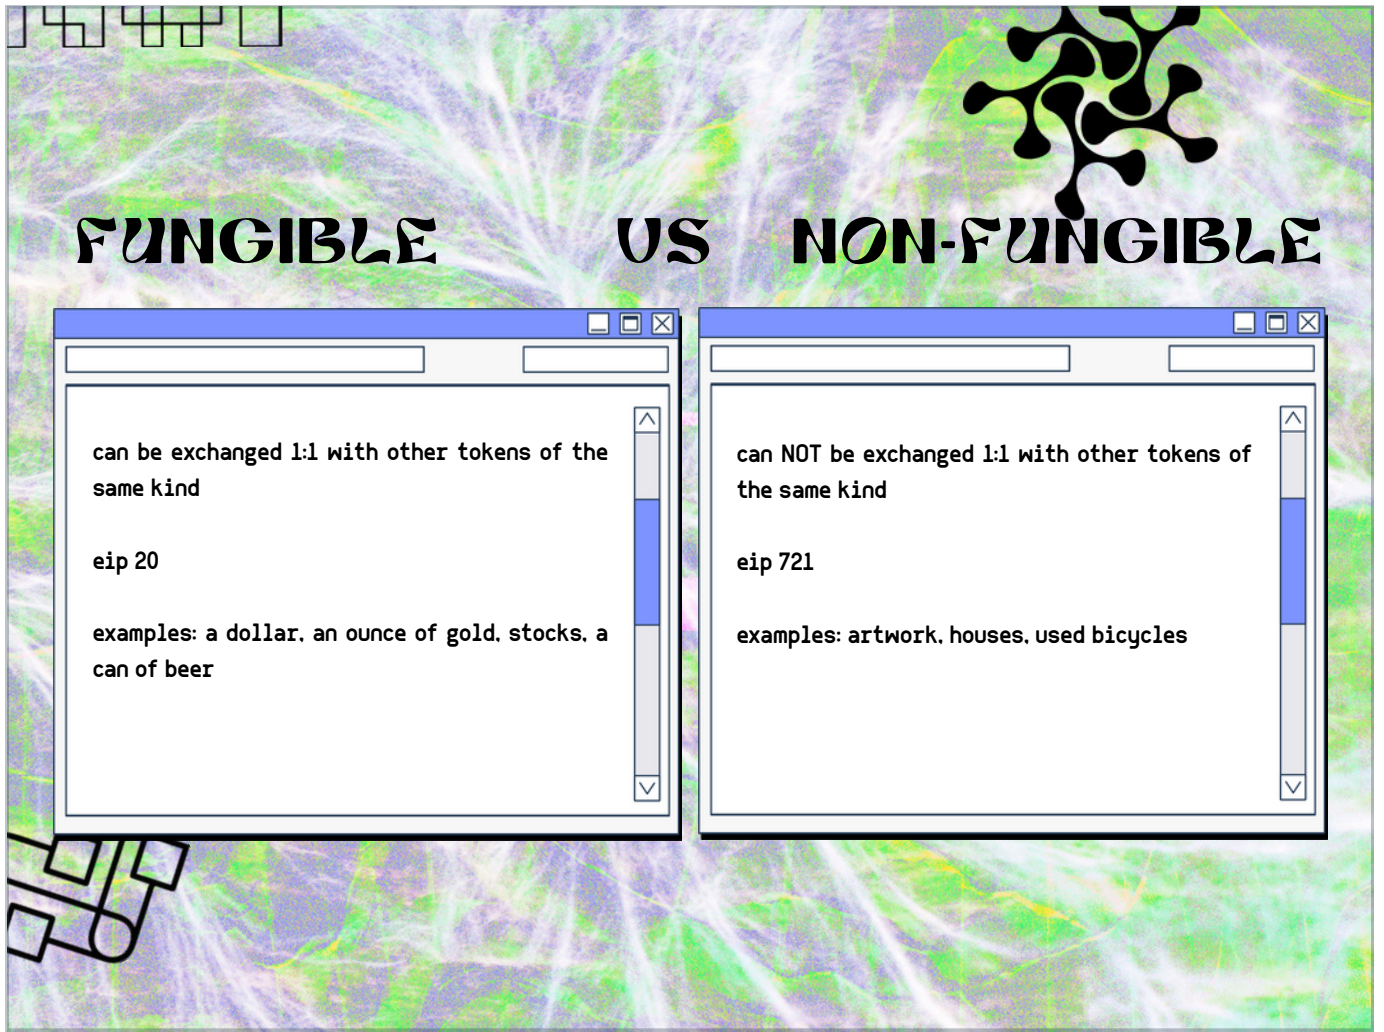 FUNGIBLE VS NON-FUNGIBLE
can be exchanged 1:1 with other tokens of the
same kind
eip 20
examples: a dollar, an ounce of gold, stocks, a
can of beer
can NOT be exchanged 1:1 with other tokens of
the same kind
eip 721
examples: artwork, houses, used bicycles